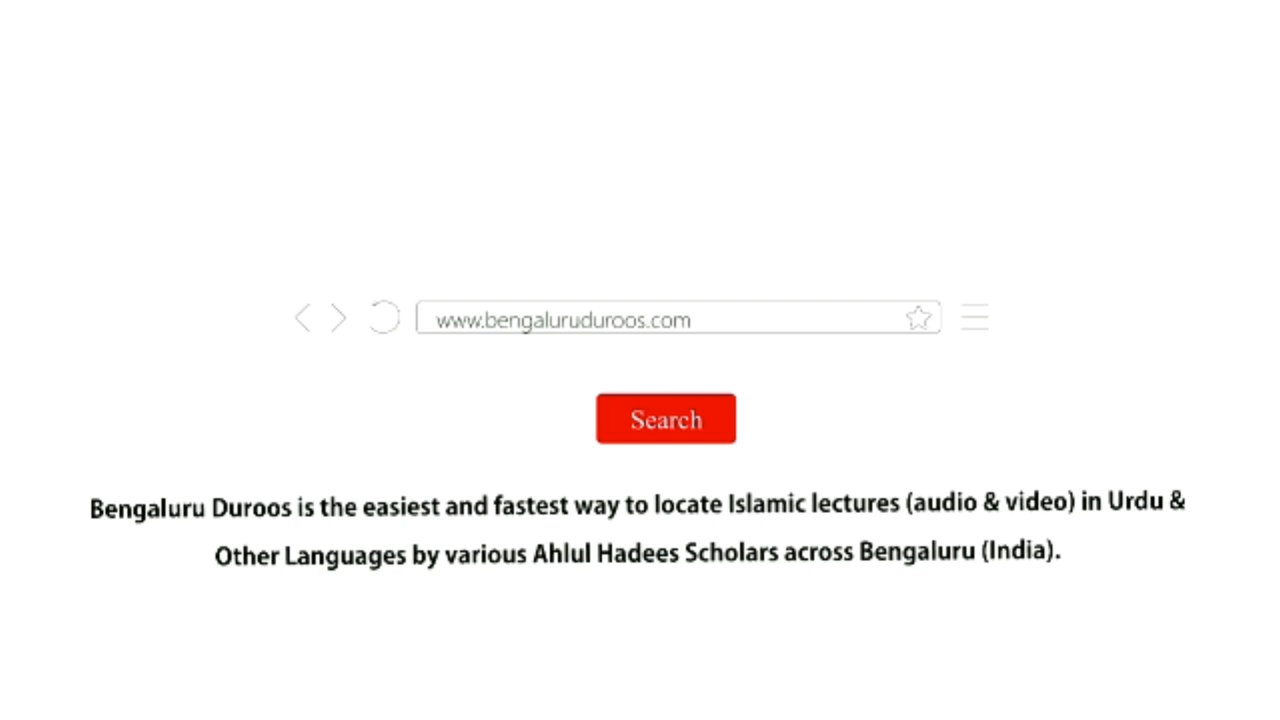 www.bengaluruduroos.com
Search
Bengaluru Duroos is the easiest and fastest way to locate Islamic lectures (audio & video) in Urdu &
Other Languages by various Ahlul Hadees Scholars across Bengaluru (India).